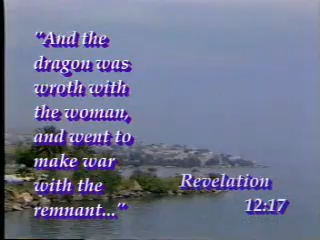 "And the
dragon was
wroth with
the woman,
and went to
make war
with the
remnant..."
Revelation
12:17